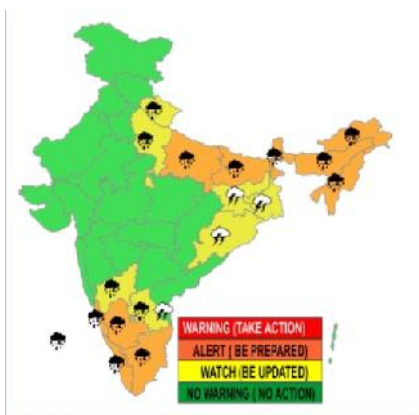 WARNING (TAKE ACTION)
ALERT ( BE PREPARED)
WATCH (BE UPDATED)
NO WARNING ( NO ACTION)